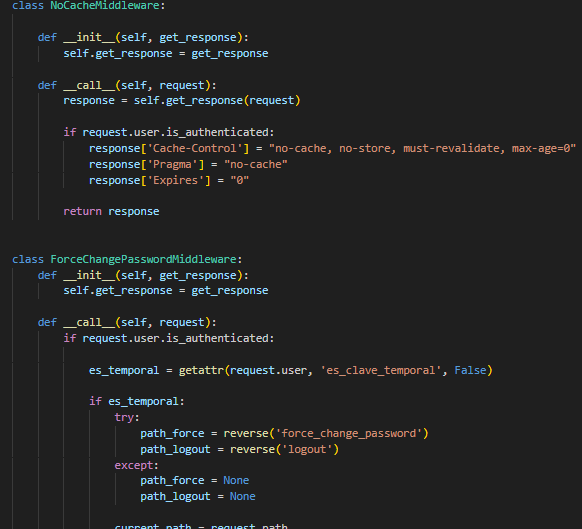 class NoCacheMiddleware:
def __init__(self, get_response):
self.get_response = get_response
def __call__(self, request):
response = self.get_response(request)
if request.user.is_authenticated:
response['Cache-Control'] = "no-cache, no-store, must-revalidate, max-age=0"
response['Pragma'] = "no-cache"
response['Expires'] = "0"
return response
class ForceChangePasswordMiddleware:
def __init__(self, get_response):
self.get_response = get_response
def __call__(self, request):
if request.user.is_authenticated:
es_temporal = getattr(request.user, 'es_clave_temporal', False)
if es_temporal:
try:
path_force = reverse('force_change_password')
path_logout = reverse('logout')
except:
path_force = None
path_logout = None
current_path = request.path